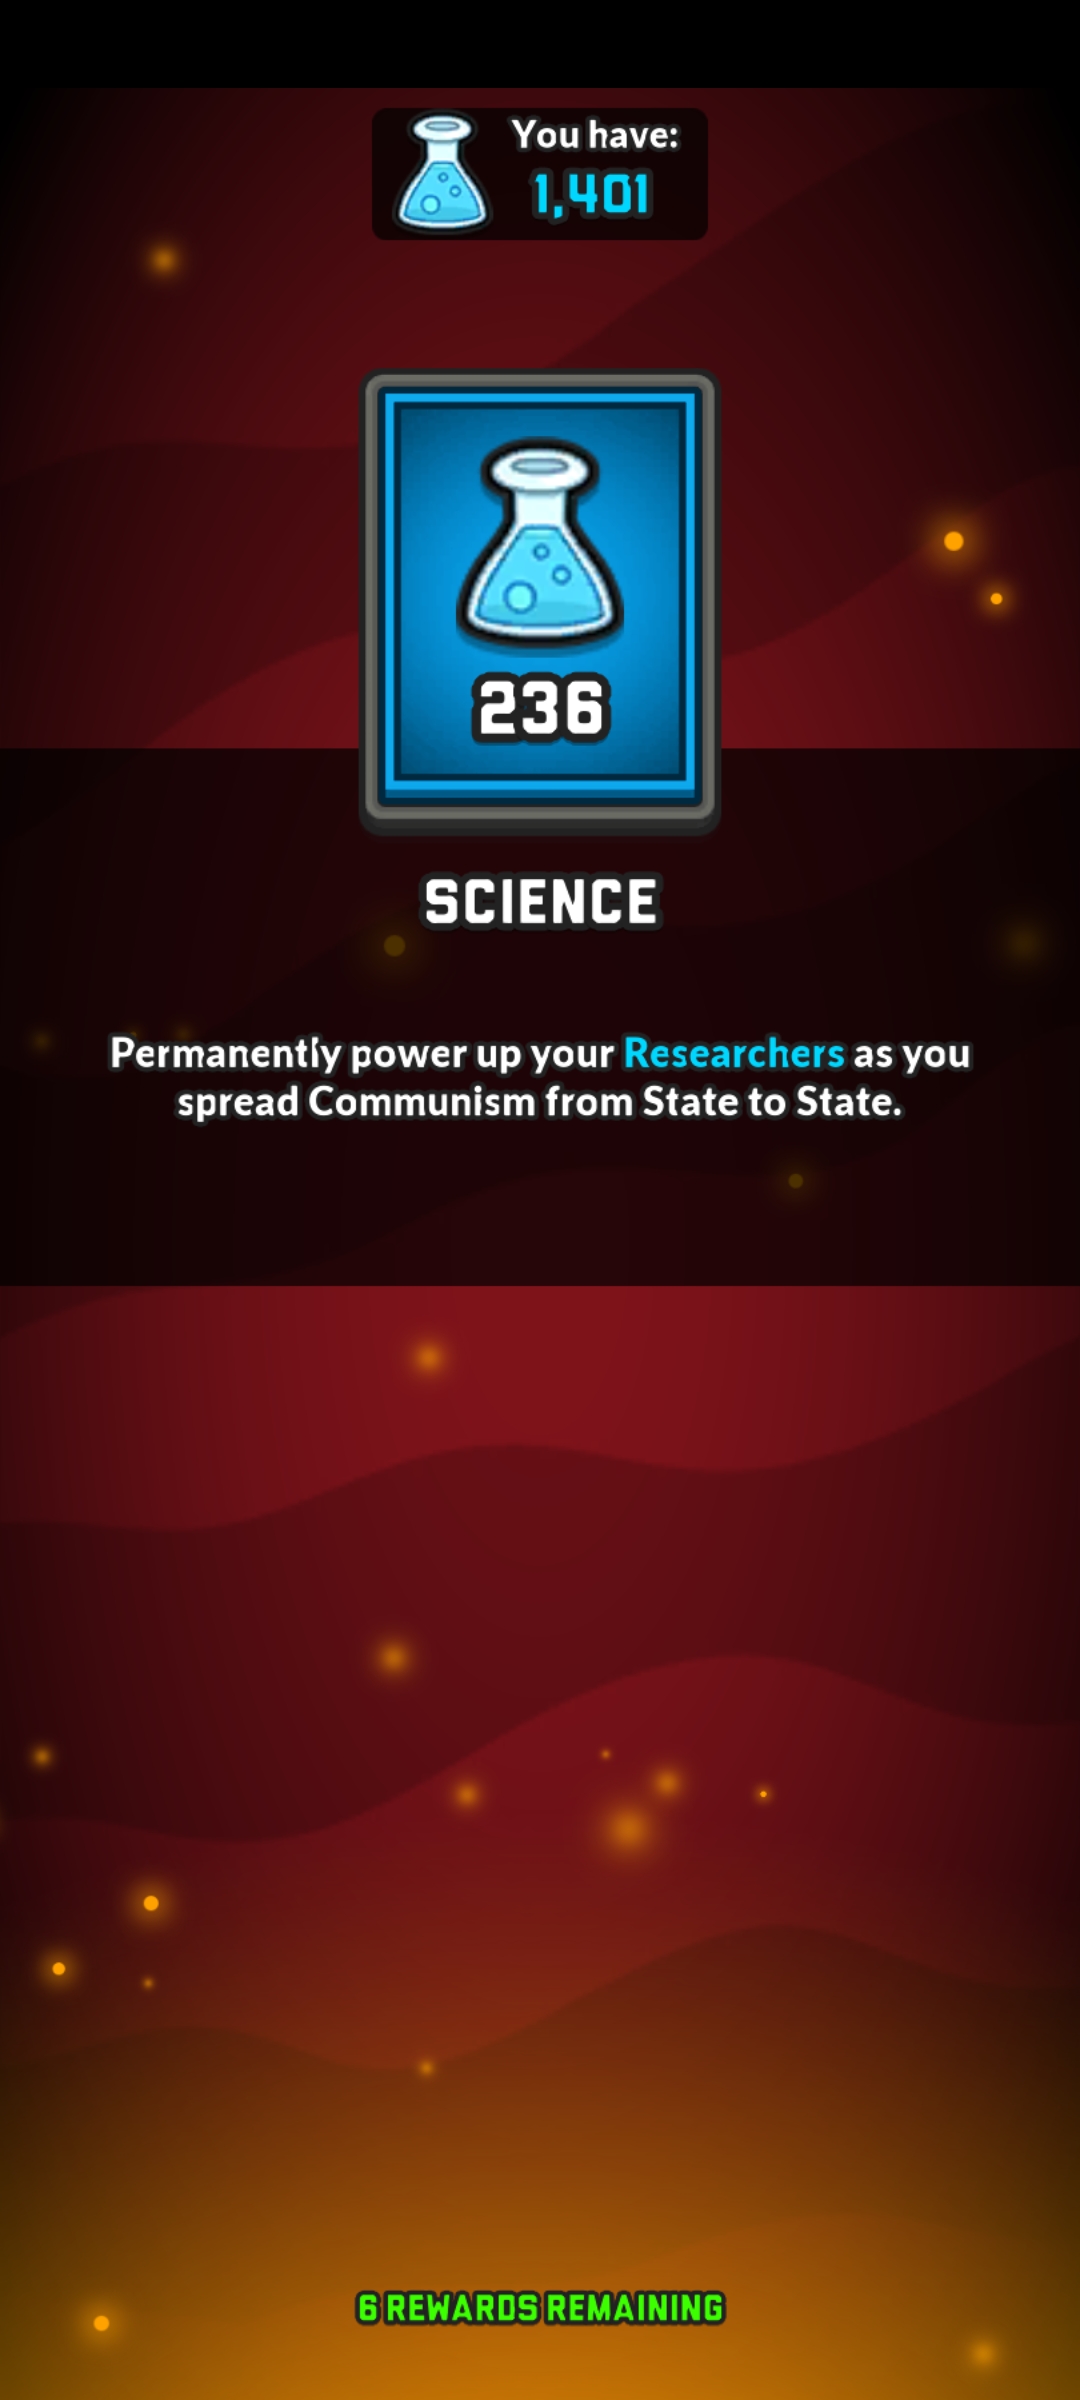 You have:
1,401
236
SCIENCE
Permanently power up your Researchers as you
spread Communism from State to State.
6 REWARDS REMAINING